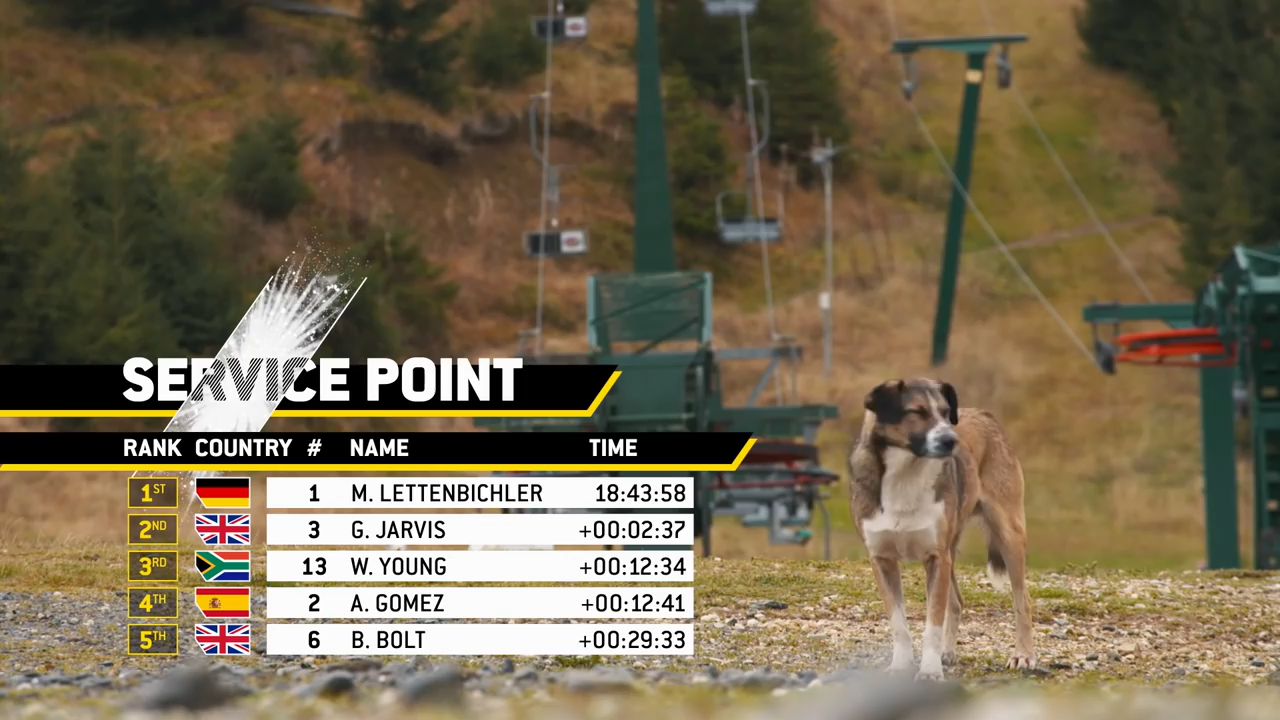 SERVICE POINT
RANK COUNTRY # NAME TIME
1ST 1 M. LETTENBICHLER 18:43:58
2ND 3 G. JARVIS +00:02:37
3RD 13 W. YOUNG +00:12:34
4TH 2 A. GOMEZ +00:12:41
5TH 6 B. BOLT +00:29:33